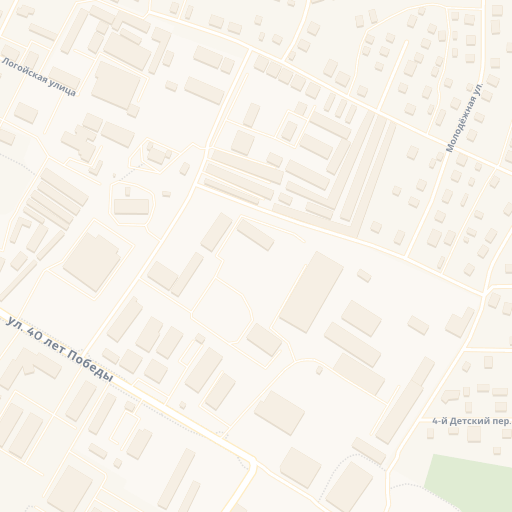 Логойская улица
Молодёжная ул.
ул. 40 лет Победы
4-й Детский пер.